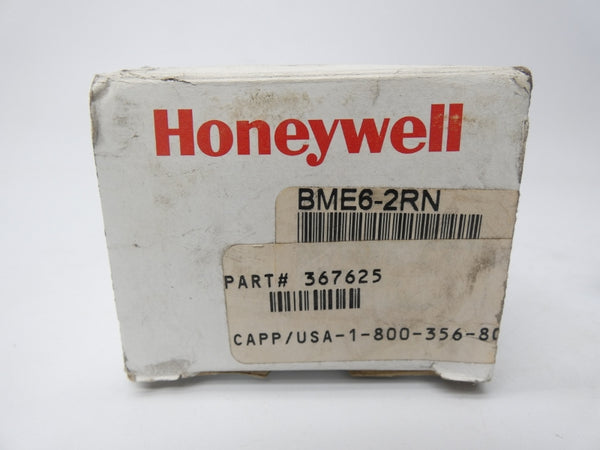 Honeywell
BME6-2RN
PART# 367625
CAPP/USA-1-800-356-80